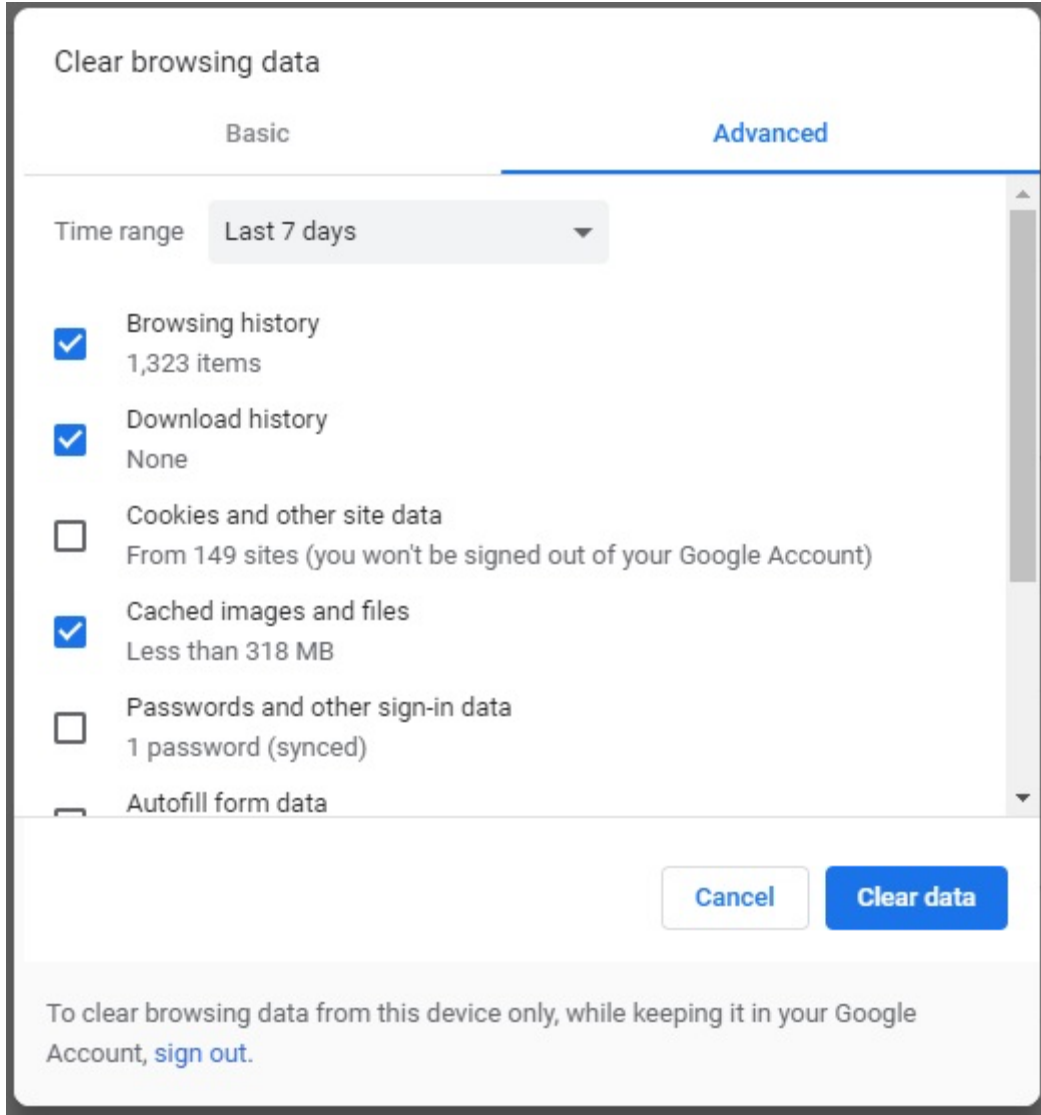 Clear browsing data
Basic
Advanced
Time range
Last 7 days
Browsing history
1,323 items
Download history
None
Cookies and other site data
From 149 sites (you won't be signed out of your Google Account)
Cached images and files
Less than 318 MB
Passwords and other sign-in data
1 password (synced)
Autofill form data
Cancel
Clear data
To clear browsing data from this device only, while keeping it in your Google
Account, sign out.